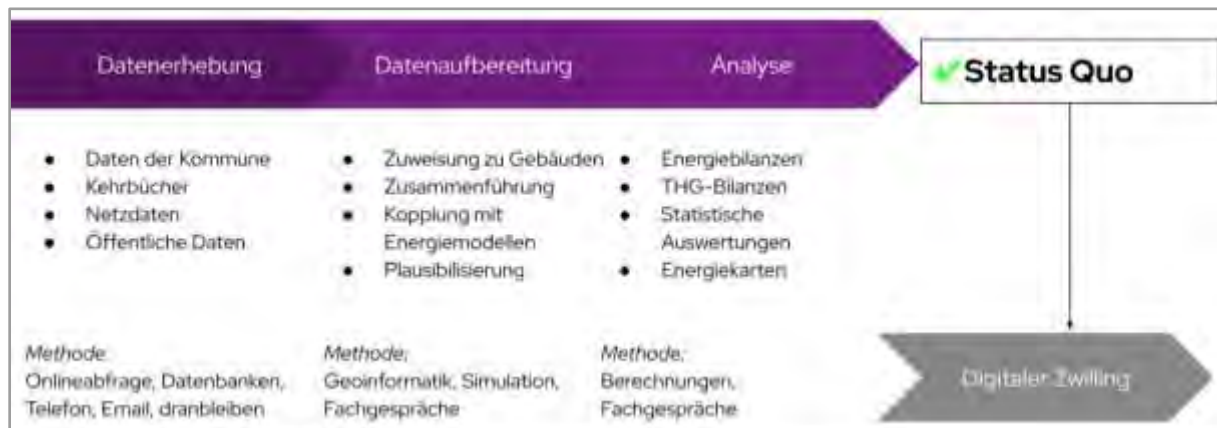 Datenerhebung
Datenaufbereitung
Analyse
Status Quo
● Daten der Kommune
● Kehrbücher
● Netzdaten
● Öffentliche Daten
● Zuweisung zu Gebäuden
● Zusammenführung
● Kopplung mit
Energiemodellen
● Plausibilisierung
● Energiebilanzen
● THG-Bilanzen
● Statistische
Auswertungen
● Energiekarten
Methode:
Onlineabfrage, Datenbanken,
Telefon, Email, dranbleiben
Methode:
Geoinformatik, Simulation,
Fachgespräche
Methode:
Berechnungen,
Fachgespräche
Digitaler Zwilling